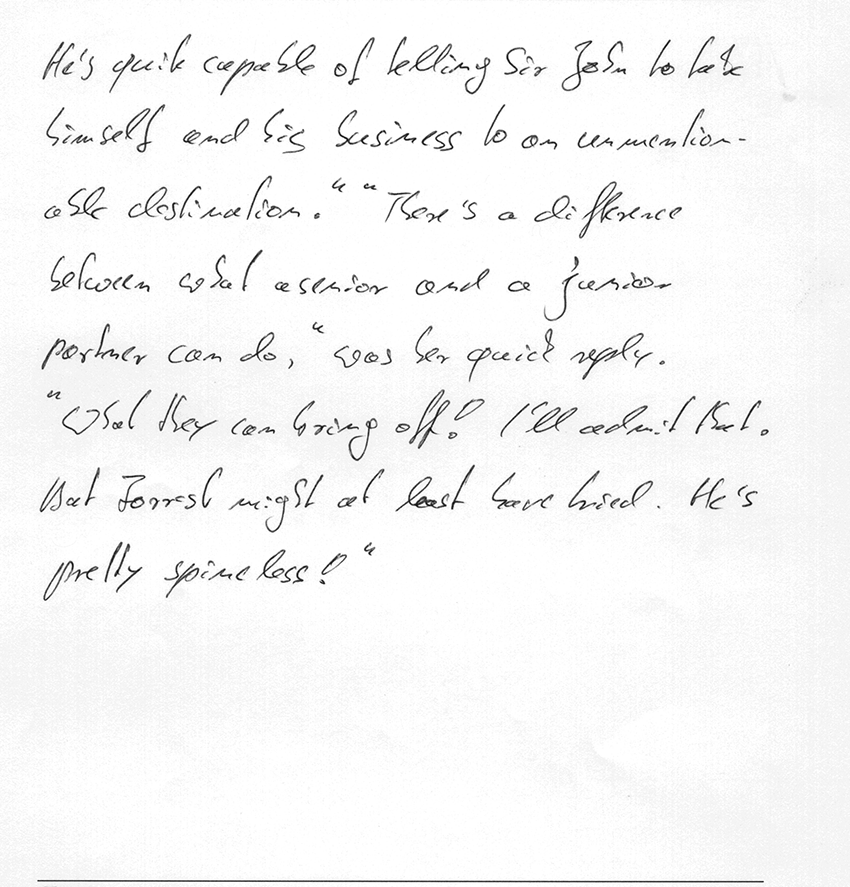 He's quite capable of telling Sir John to take
himself and his business to an unmention-
able destination." "There's a difference
between what a senior and a junior
partner can do," was her quick reply.
"What they can bring off! I'll admit that.
But Forrest might at least have tried. He's
pretty spineless!"